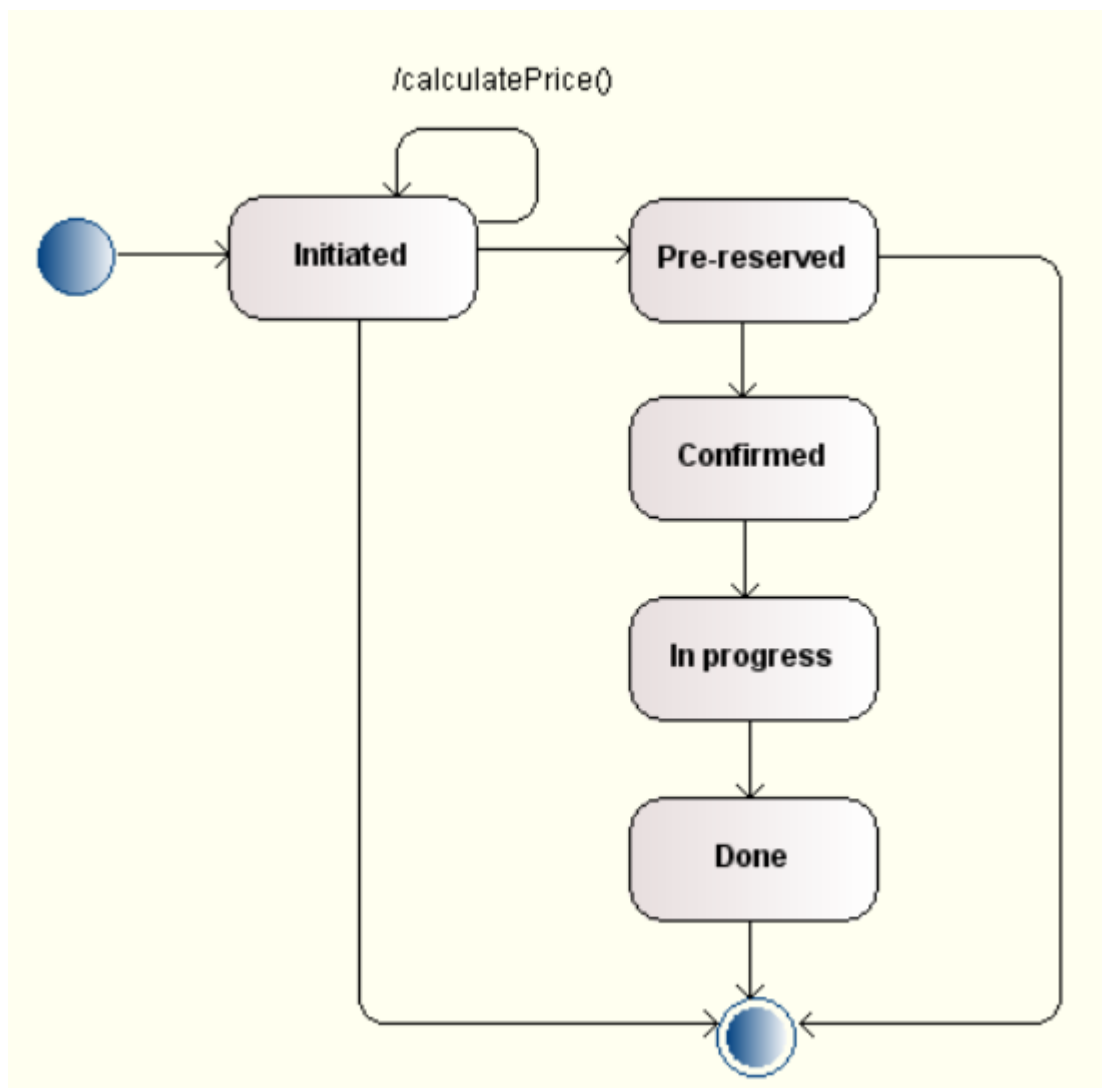 /calculatePrice()
Initiated
Pre-reserved
Confirmed
In progress
Done